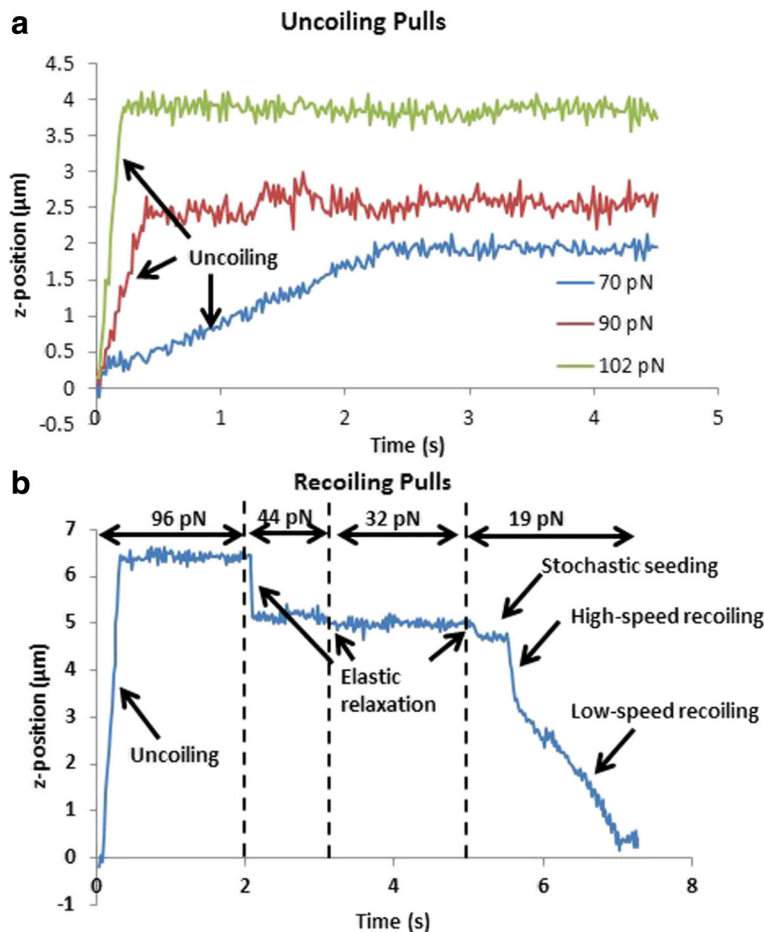 a
Uncoiling Pulls
4.5
4
3.5
3
2.5
2
1.5
1
0.5
0
-0.5
z-position (µm)
Uncoiling
70 pN
90 pN
102 pN
0 1 2 3 4 5
Time (s)
b
Recoiling Pulls
96 pN 44 pN 32 pN 19 pN
7
6
5
4
3
2
1
0
-1
z-position (µm)
Stochastic seeding
High-speed recoiling
Elastic
relaxation
Low-speed recoiling
Uncoiling
0 2 4 6 8
Time (s)